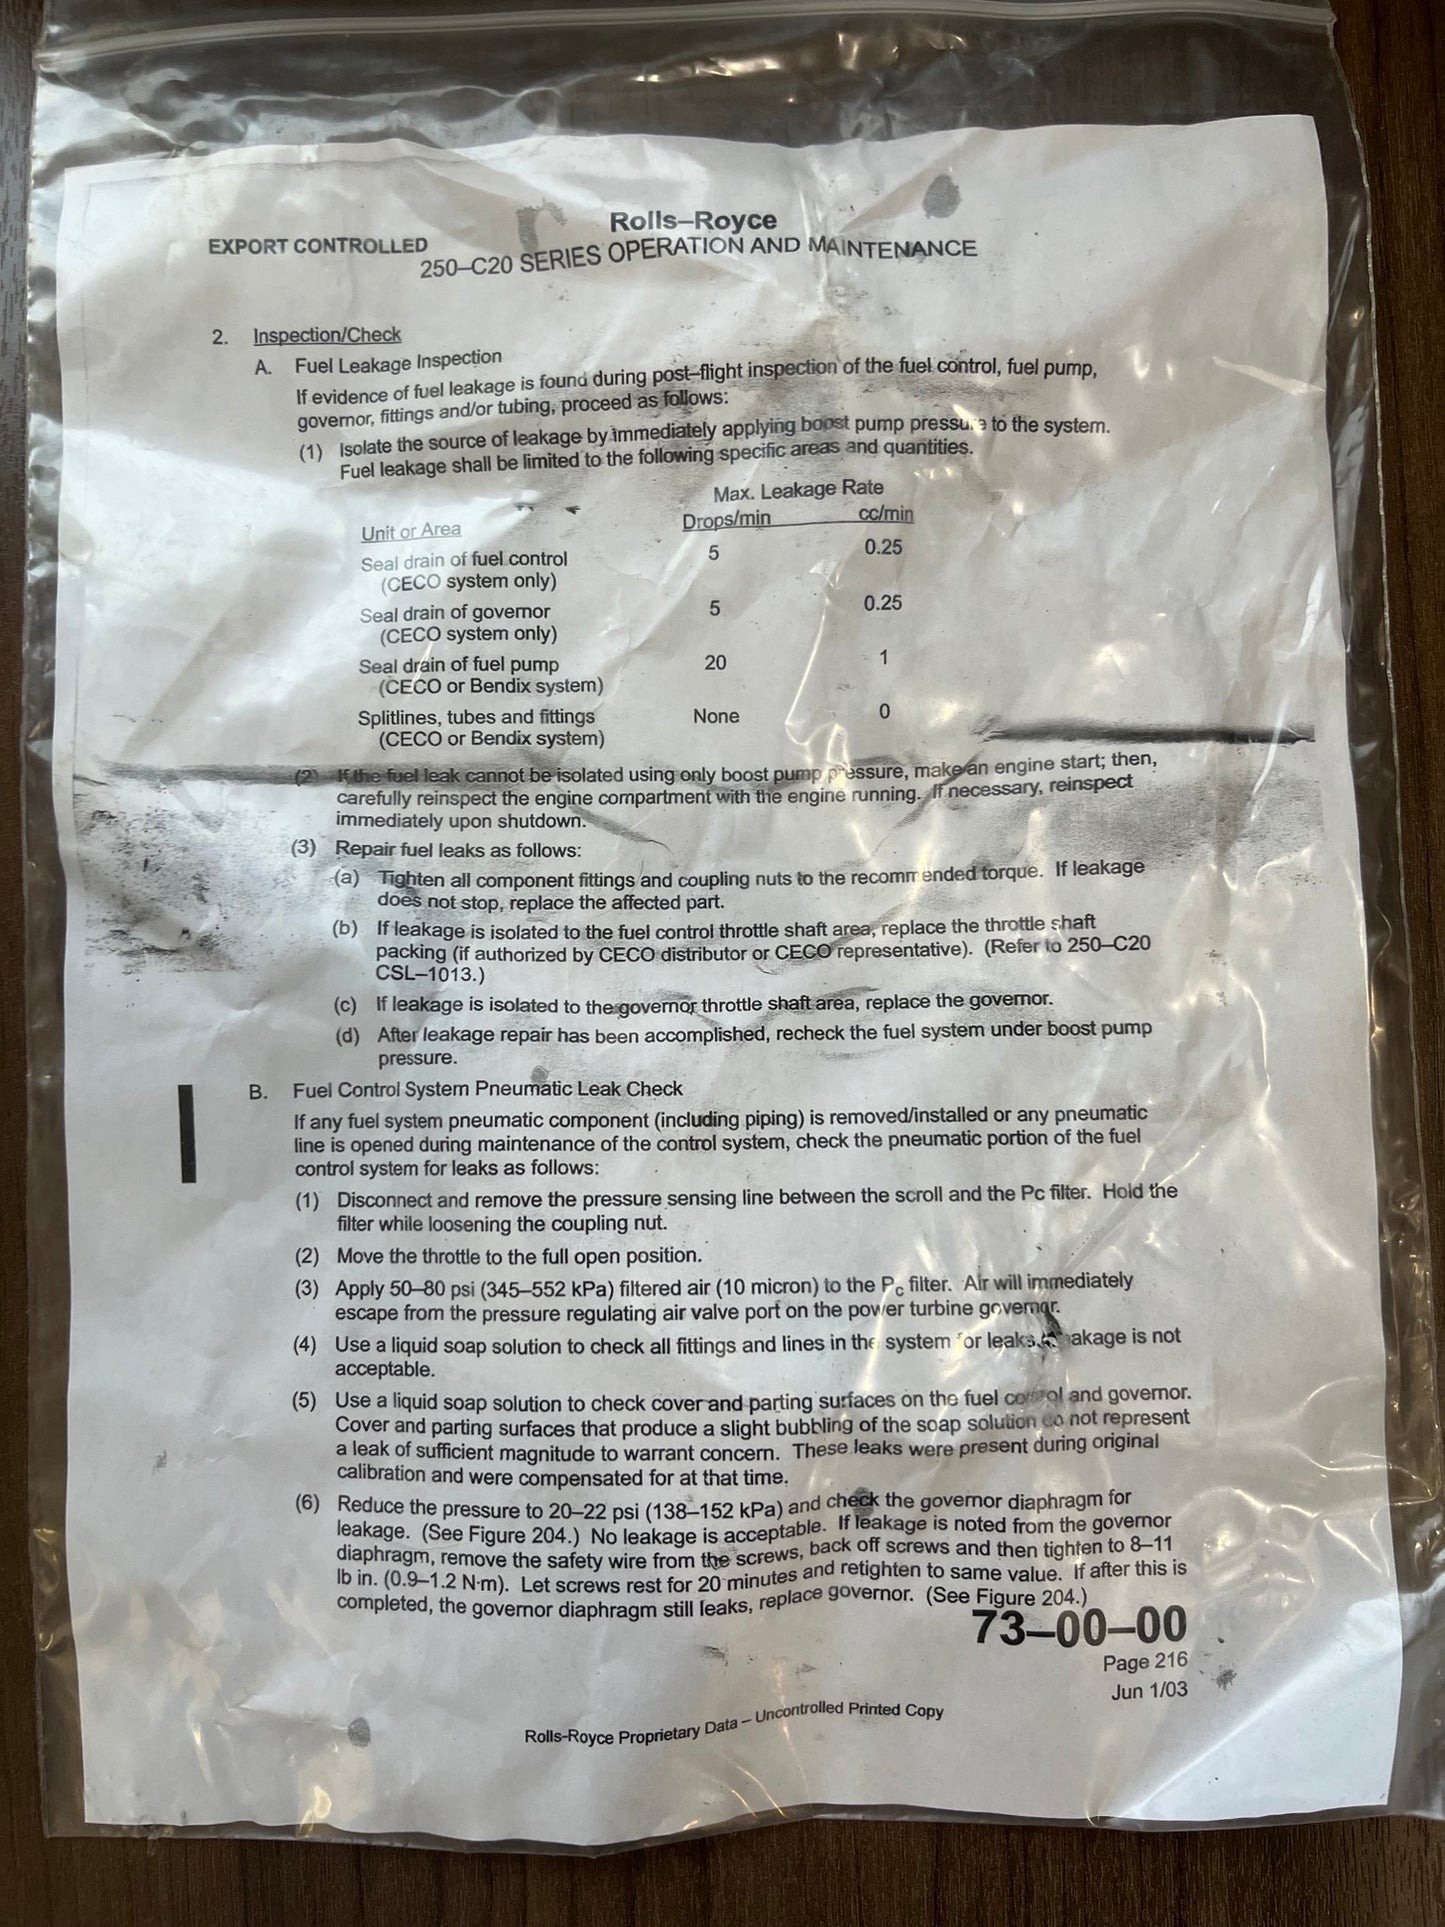 Rolls–Royce
EXPORT CONTROLLED
250–C20 SERIES OPERATION AND MAINTENANCE
2. Inspection/Check
A. Fuel Leakage Inspection
If evidence of fuel leakage is found during post–flight inspection of the fuel control, fuel pump,
governor, fittings and/or tubing, proceed as follows:
(1) Isolate the source of leakage by immediately applying boost pump pressure to the system.
Fuel leakage shall be limited to the following specific areas and quantities.
Max. Leakage Rate
Unit or Area Drops/min cc/min
Seal drain of fuel control 5 0.25
(CECO system only)
Seal drain of governor 5 0.25
(CECO system only)
Seal drain of fuel pump 20 1
(CECO or Bendix system)
Splitlines, tubes and fittings None 0
(CECO or Bendix system)
(2) If the fuel leak cannot be isolated using only boost pump pressure, make an engine start; then,
carefully reinspect the engine compartment with the engine running. If necessary, reinspect
immediately upon shutdown.
(3) Repair fuel leaks as follows:
(a) Tighten all component fittings and coupling nuts to the recommended torque. If leakage
does not stop, replace the affected part.
(b) If leakage is isolated to the fuel control throttle shaft area, replace the throttle shaft
packing (if authorized by CECO distributor or CECO representative). (Refer to 250–C20
CSL–1013.)
(c) If leakage is isolated to the governor throttle shaft area, replace the governor.
(d) After leakage repair has been accomplished, recheck the fuel system under boost pump
pressure.
B. Fuel Control System Pneumatic Leak Check
If any fuel system pneumatic component (including piping) is removed/installed or any pneumatic
line is opened during maintenance of the control system, check the pneumatic portion of the fuel
control system for leaks as follows:
(1) Disconnect and remove the pressure sensing line between the scroll and the Pc filter. Hold the
filter while loosening the coupling nut.
(2) Move the throttle to the full open position.
(3) Apply 50–80 psi (345–552 kPa) filtered air (10 micron) to the Pc filter. Air will immediately
escape from the pressure regulating air valve port on the power turbine governor.
(4) Use a liquid soap solution to check all fittings and lines in the system for leaks. Leakage is not
acceptable.
(5) Use a liquid soap solution to check cover and parting surfaces on the fuel control and governor.
Cover and parting surfaces that produce a slight bubbling of the soap solution do not represent
a leak of sufficient magnitude to warrant concern. These leaks were present during original
calibration and were compensated for at that time.
(6) Reduce the pressure to 20–22 psi (138–152 kPa) and check the governor diaphragm for
leakage. (See Figure 204.) No leakage is acceptable. If leakage is noted from the governor
diaphragm, remove the safety wire from the screws, back off screws and then tighten to 8–11
lb in. (0.9–1.2 N·m). Let screws rest for 20 minutes and retighten to same value. If after this is
completed, the governor diaphragm still leaks, replace governor. (See Figure 204.)
73–00–00
Page 216
Jun 1/03
Rolls-Royce Proprietary Data – Uncontrolled Printed Copy